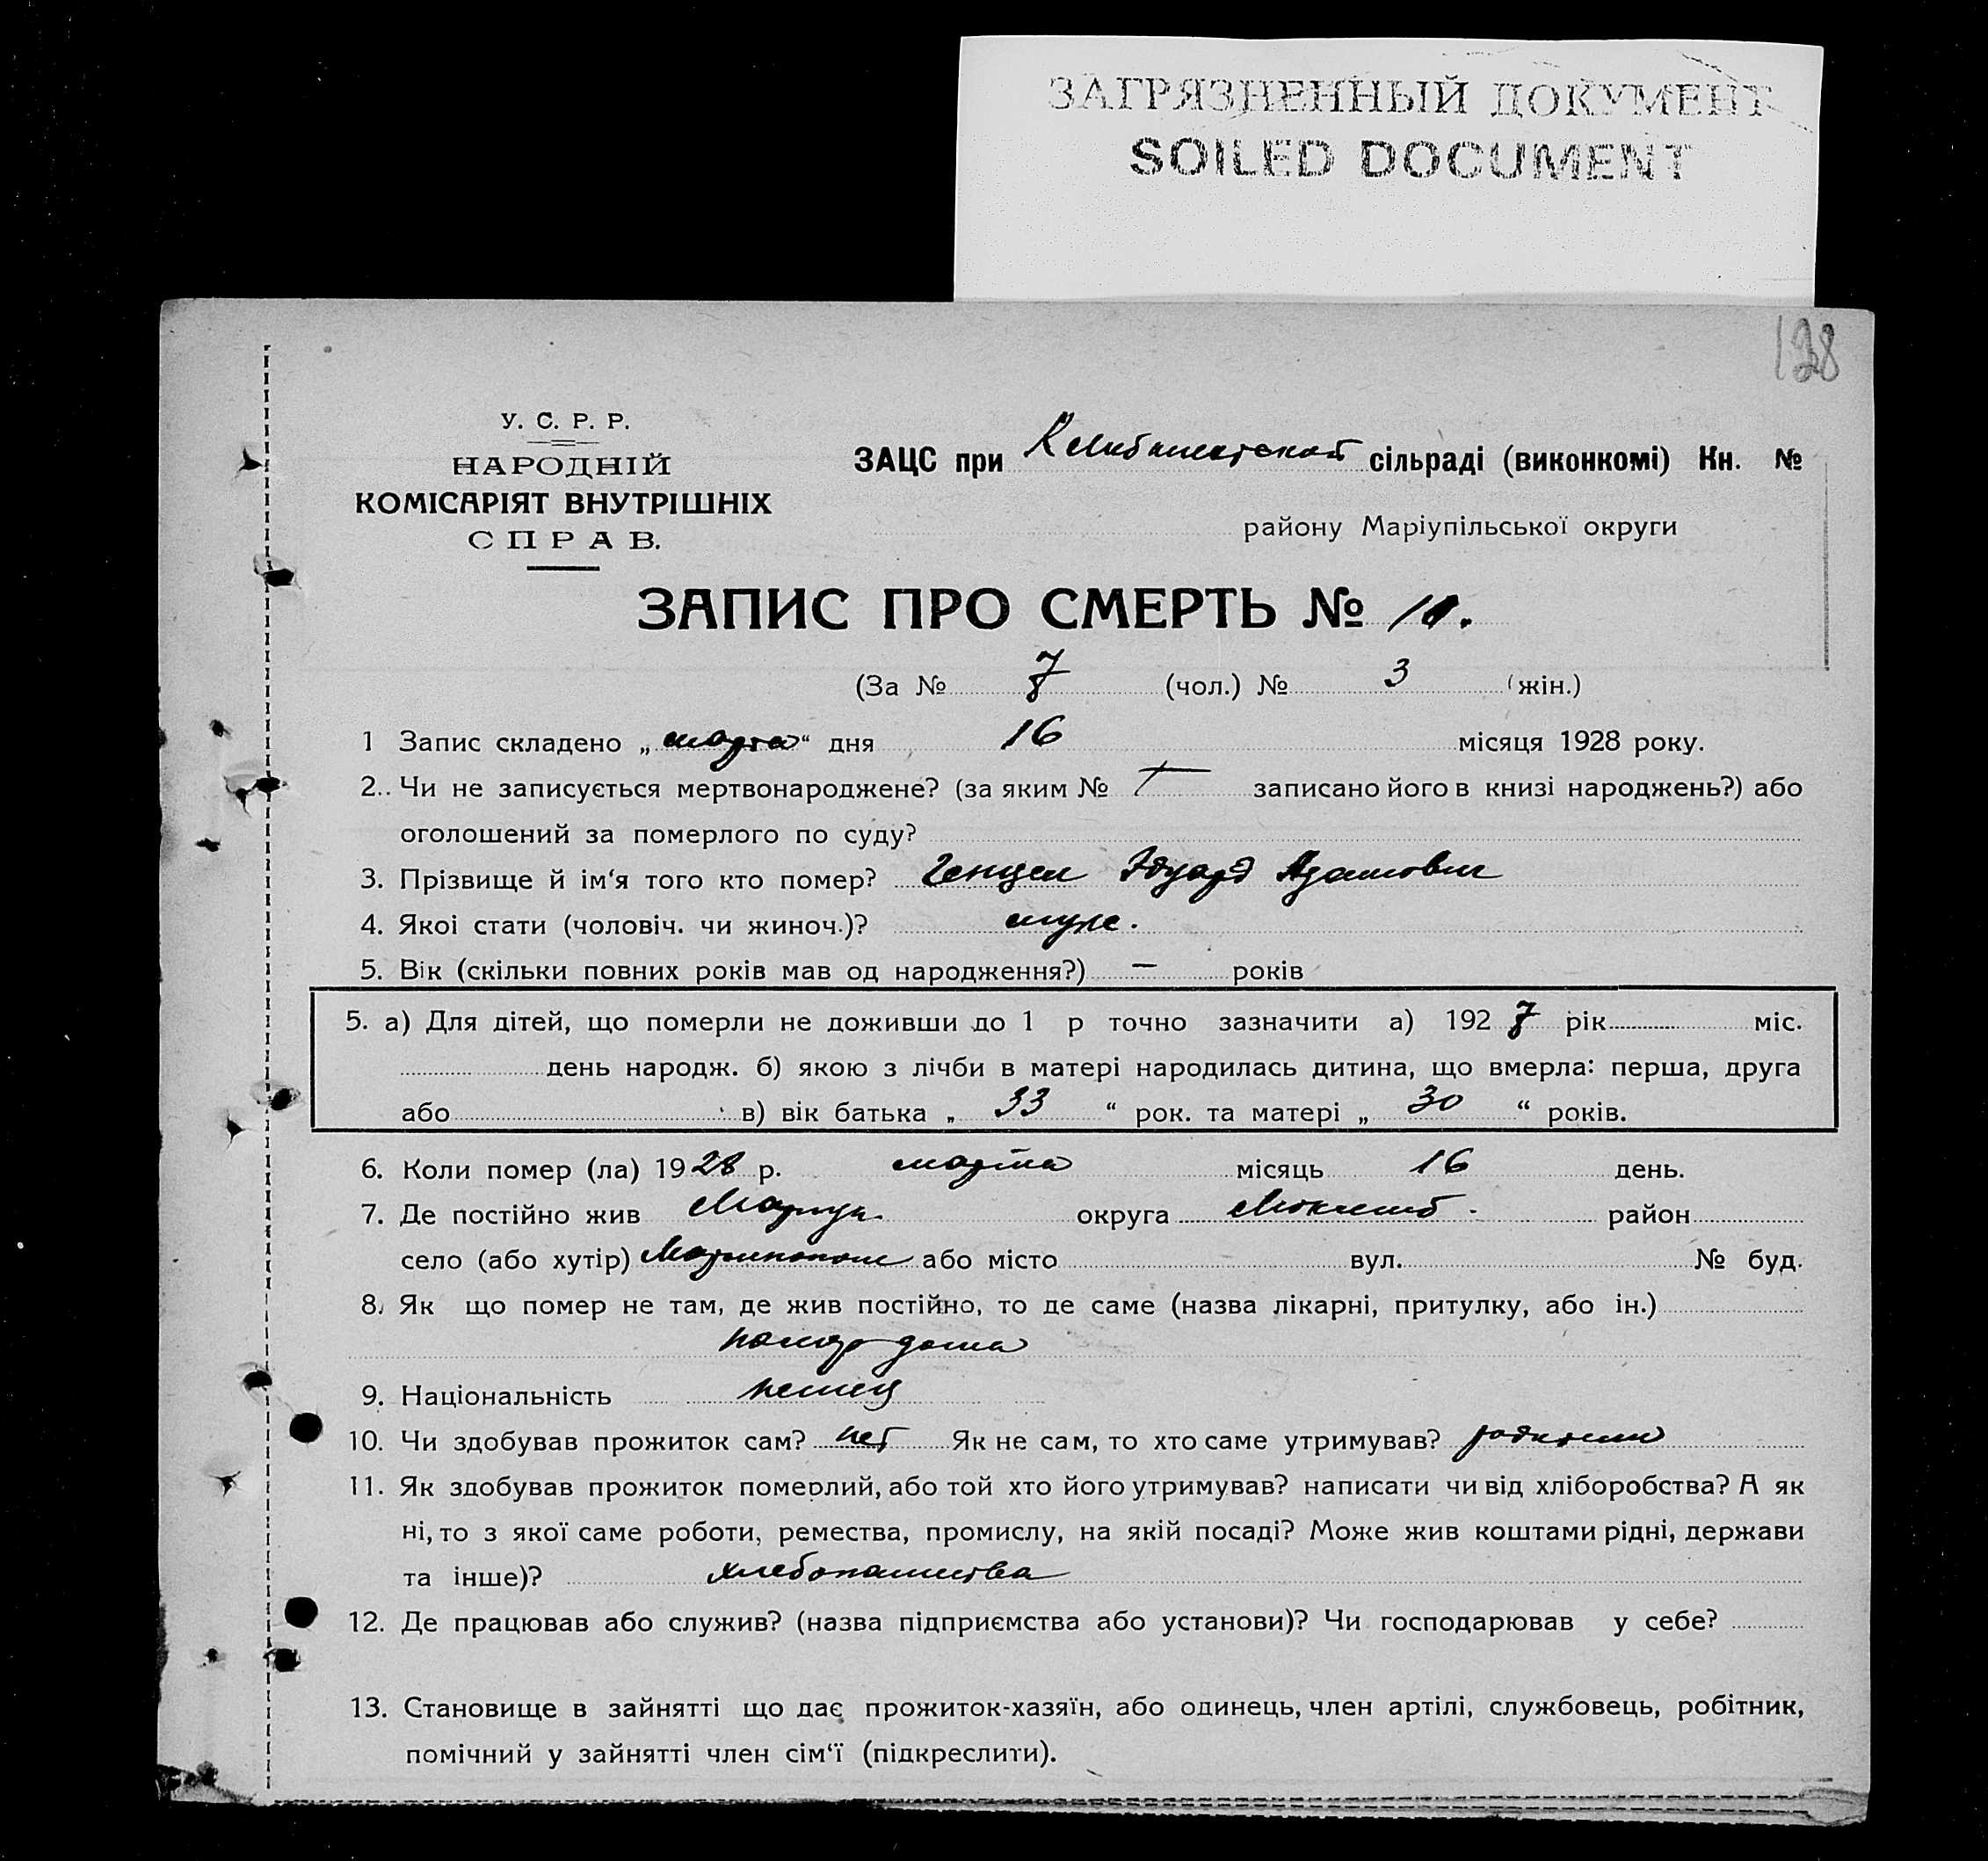 ЗАГРЯЗНЕННЫЙ ДОКУМЕНТ
SOILED DOCUMENT
128
У. С. Р. Р.
НАРОДНІЙ
КОМІСАРІЯТ ВНУТРІШНІХ
СПРАВ.
ЗАЦС при сільраді (виконкомі) Кн. №
району Маріупільської округи
ЗАПИС ПРО СМЕРТЬ № 10.
(За № 7 (чол.) № 3 (жін.)
1 Запис складено „марта“ дня 16 місяця 1928 року.
2.. Чи не записується мертвонароджене? (за яким № записано його в книзі народжень?) або
оголошений за померлого по суду?
3. Прізвище й ім‘я того кто помер? Генцел Эдуард Адамович
4. Якоі стати (чоловіч. чи жиноч.)? муж.
5. Вік (скільки повних років мав од народження?) — років
5. а) Для дітей, що померли не доживши до 1 р точно зазначити а) 1927 рік міс.
день народж. б) якою з лічби в матері народилась дитина, що вмерла: перша, друга
або в) вік батька „ 33 “ рок. та матері „ 30 “ років.
6. Коли помер (ла) 1928 р. марта місяць 16 день.
7. Де постійно жив Мариуп. округа район
село (або хутір) або місто вул. № буд.
8. Як що помер не там, де жив постійно, то де саме (назва лікарні, притулку, або ін.)
помер дома
9. Національність немец
10. Чи здобував прожиток сам? нет Як не сам, то хто саме утримував? родители
11. Як здобував прожиток померлий, або той хто його утримував? написати чи від хліборобства? А як
ні, то з якої саме роботи, ремества, промислу, на якій посаді? Може жив коштами рідні, держави
та інше)? хлебопашества
12. Де працював або служив? (назва підприємства або установи)? Чи господарював у себе?
13. Становище в зайнятті що дає прожиток-хазяїн, або одинець, член артілі, службовець, робітник,
помічний у зайнятті член сім‘ї (підкреслити).